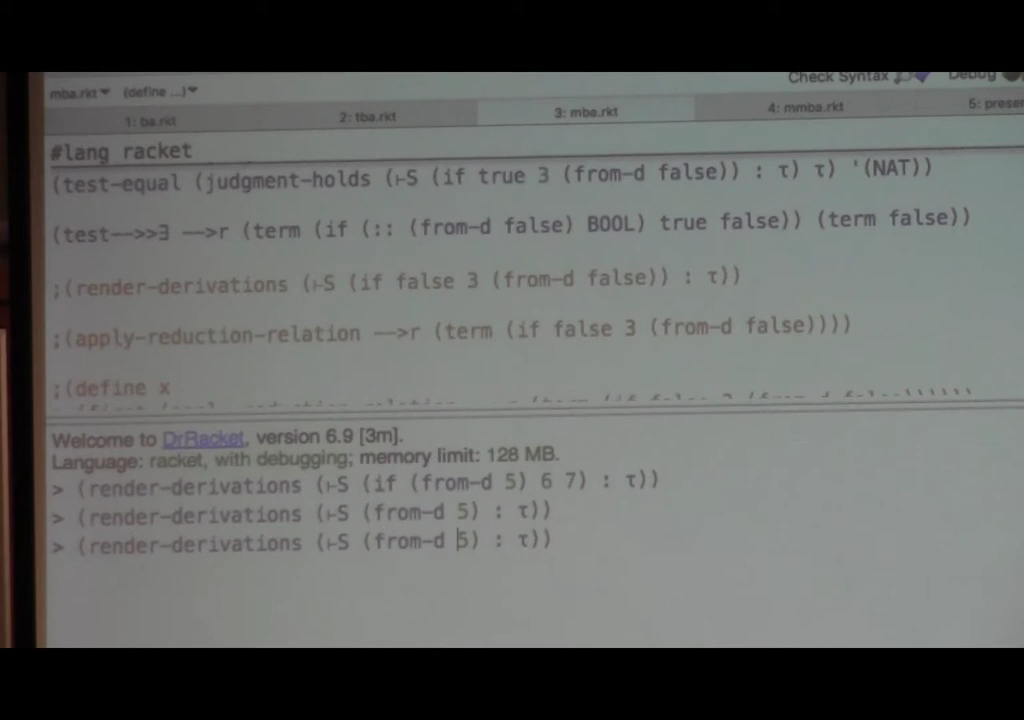 Check Syntax Debug
mba.rkt (define ...)
1: ba.rkt 2: tba.rkt 3: mba.rkt 4: mmba.rkt 5: presen
#lang racket
(test-equal (judgment-holds (⊢S (if true 3 (from-d false)) : τ) τ) '(NAT))
(test-->>∃ -->r (term (if (:: (from-d false) BOOL) true false)) (term false))
;(render-derivations (⊢S (if false 3 (from-d false)) : τ))
;(apply-reduction-relation -->r (term (if false 3 (from-d false))))
;(define x
Welcome to DrRacket, version 6.9 [3m].
Language: racket, with debugging; memory limit: 128 MB.
> (render-derivations (⊢S (if (from-d 5) 6 7) : τ))
> (render-derivations (⊢S (from-d 5) : τ))
> (render-derivations (⊢S (from-d 5) : τ))